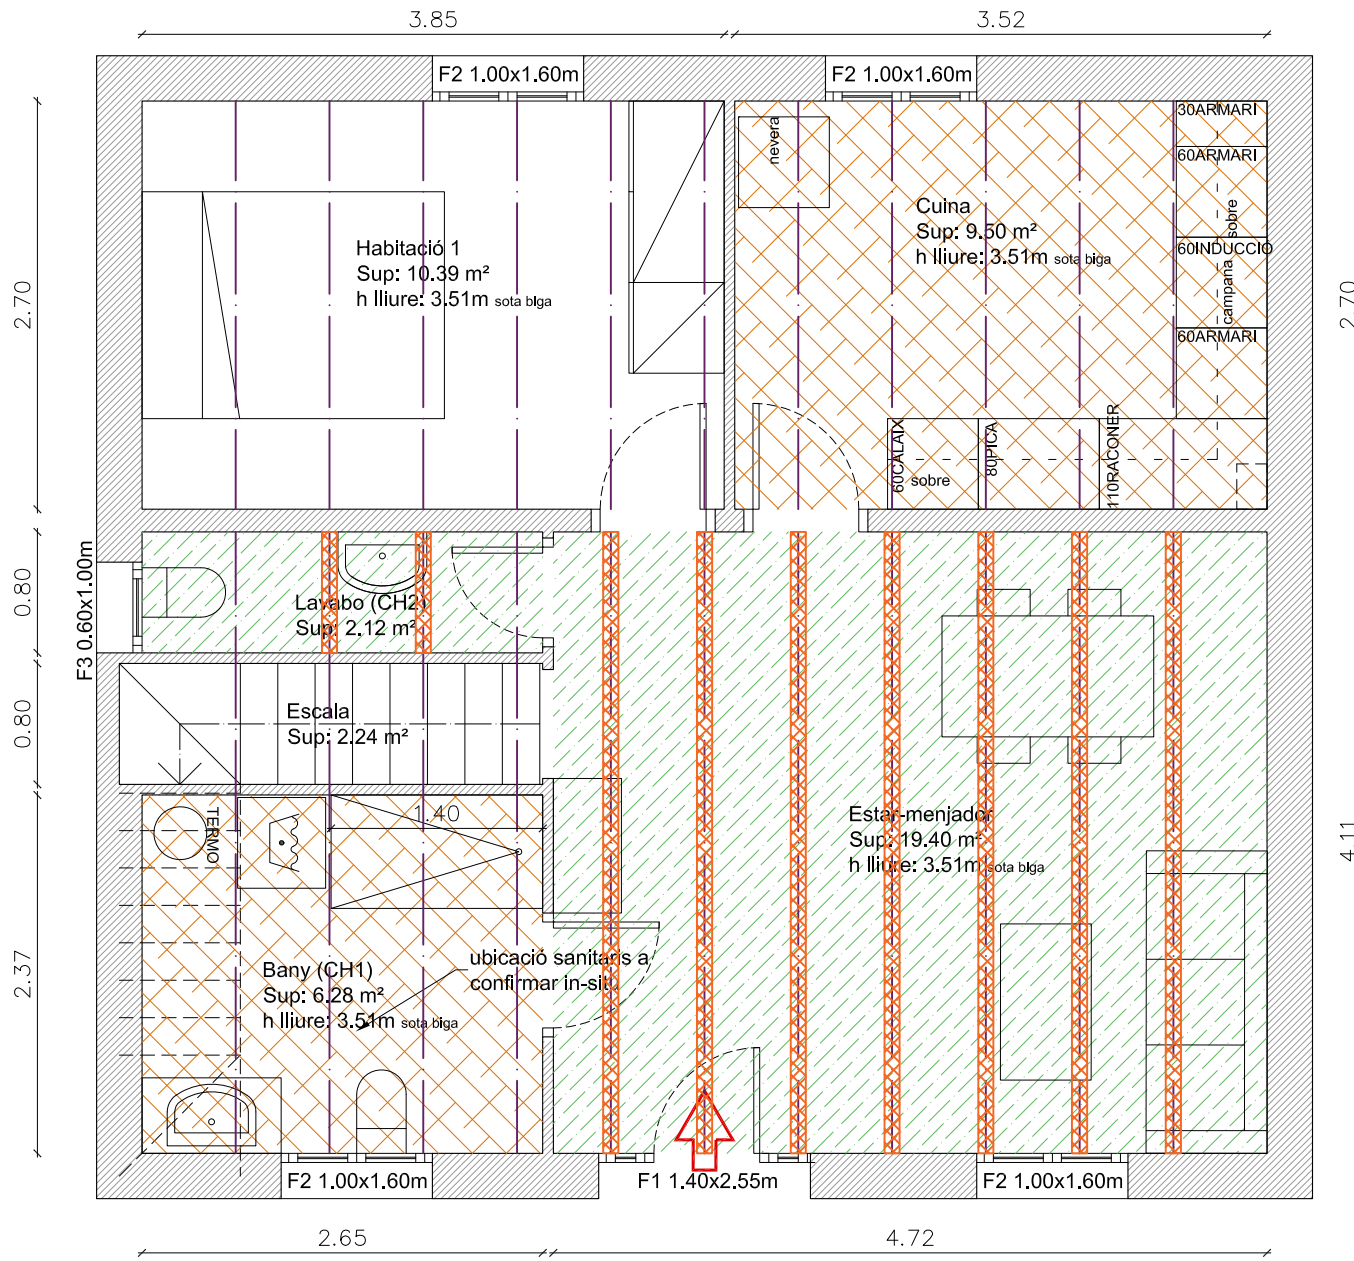 3.85
3.52
F2 1.00x1.60m
F2 1.00x1.60m
2.70
2.70
nevera
30ARMARI
60ARMARI
60INDUCCIÓ
60ARMARI
campana sobre
Cuina
Sup: 9.50 m²
h lliure: 3.51m sota biga
Habitació 1
Sup: 10.39 m²
h lliure: 3.51m sota biga
60CALAIX
sobre
80PICA
110RACONER
F3 0.60x1.00m
0.80
Lavabo (CH2)
Sup: 2.12 m²
0.80
Escala
Sup: 2.24 m²
TERMO
1.40
Estar-menjador
Sup: 19.40 m²
h lliure: 3.51m sota biga
4.11
2.37
Bany (CH1)
Sup: 6.28 m²
h lliure: 3.51m sota biga
ubicació sanitaris a
confirmar in-situ
F2 1.00x1.60m
F1 1.40x2.55m
F2 1.00x1.60m
2.65
4.72